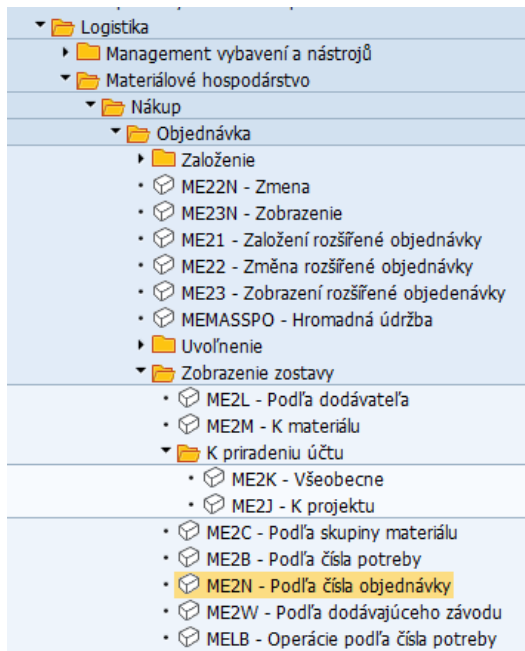 Logistika
Management vybavení a nástrojů
Materiálové hospodárstvo
Nákup
Objednávka
Založenie
ME22N - Zmena
ME23N - Zobrazenie
ME21 - Založení rozšířené objednávky
ME22 - Změna rozšířené objednávky
ME23 - Zobrazení rozšířené objedenávky
MEMASSPO - Hromadná údržba
Uvoľnenie
Zobrazenie zostavy
ME2L - Podľa dodávateľa
ME2M - K materiálu
K priradeniu účtu
ME2K - Všeobecne
ME2J - K projektu
ME2C - Podľa skupiny materiálu
ME2B - Podľa čísla potreby
ME2N - Podľa čísla objednávky
ME2W - Podľa dodávajúceho závodu
MELB - Operácie podľa čísla potreby